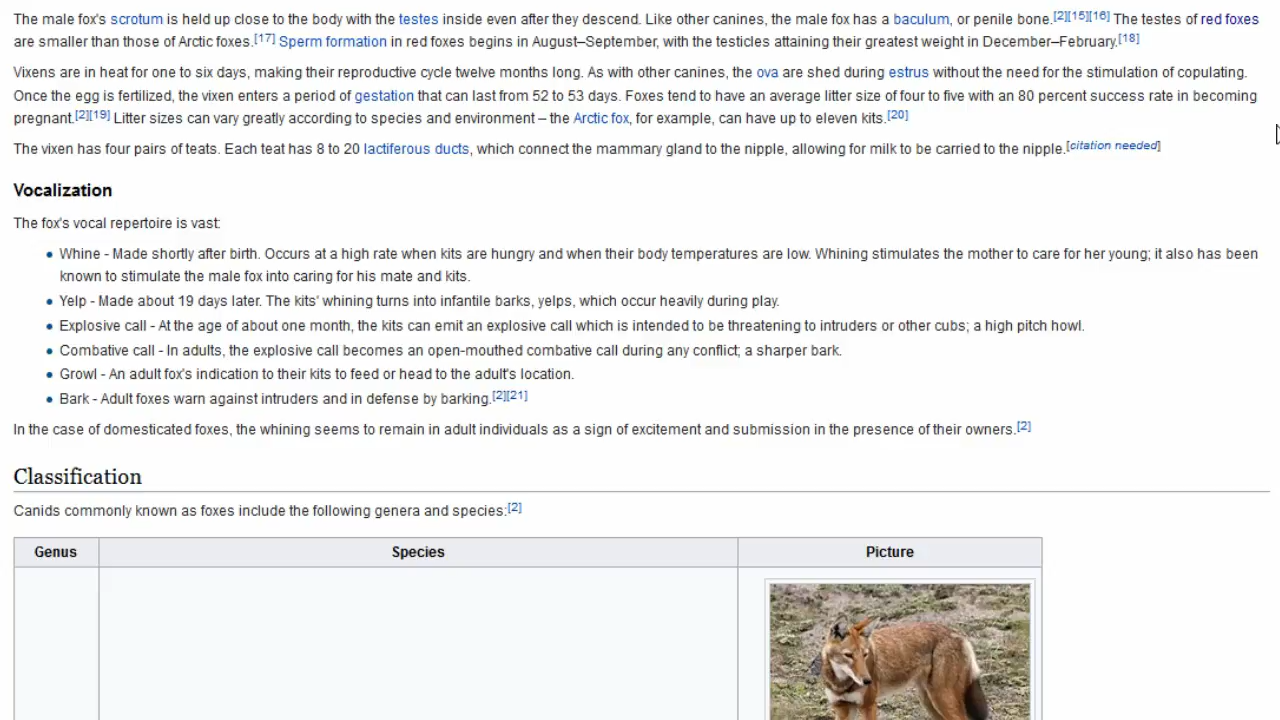 The male fox's scrotum is held up close to the body with the testes inside even after they descend. Like other canines, the male fox has a baculum, or penile bone.[2][15][16] The testes of red foxes
are smaller than those of Arctic foxes.[17] Sperm formation in red foxes begins in August–September, with the testicles attaining their greatest weight in December–February.[18]
Vixens are in heat for one to six days, making their reproductive cycle twelve months long. As with other canines, the ova are shed during estrus without the need for the stimulation of copulating.
Once the egg is fertilized, the vixen enters a period of gestation that can last from 52 to 53 days. Foxes tend to have an average litter size of four to five with an 80 percent success rate in becoming
pregnant.[2][19] Litter sizes can vary greatly according to species and environment – the Arctic fox, for example, can have up to eleven kits.[20]
The vixen has four pairs of teats. Each teat has 8 to 20 lactiferous ducts, which connect the mammary gland to the nipple, allowing for milk to be carried to the nipple.[citation needed]
Vocalization
The fox's vocal repertoire is vast:
• Whine - Made shortly after birth. Occurs at a high rate when kits are hungry and when their body temperatures are low. Whining stimulates the mother to care for her young; it also has been
known to stimulate the male fox into caring for his mate and kits.
• Yelp - Made about 19 days later. The kits' whining turns into infantile barks, yelps, which occur heavily during play.
• Explosive call - At the age of about one month, the kits can emit an explosive call which is intended to be threatening to intruders or other cubs; a high pitch howl.
• Combative call - In adults, the explosive call becomes an open-mouthed combative call during any conflict; a sharper bark.
• Growl - An adult fox's indication to their kits to feed or head to the adult's location.
• Bark - Adult foxes warn against intruders and in defense by barking.[2][21]
In the case of domesticated foxes, the whining seems to remain in adult individuals as a sign of excitement and submission in the presence of their owners.[2]
Classification
Canids commonly known as foxes include the following genera and species:[2]
Genus Species Picture